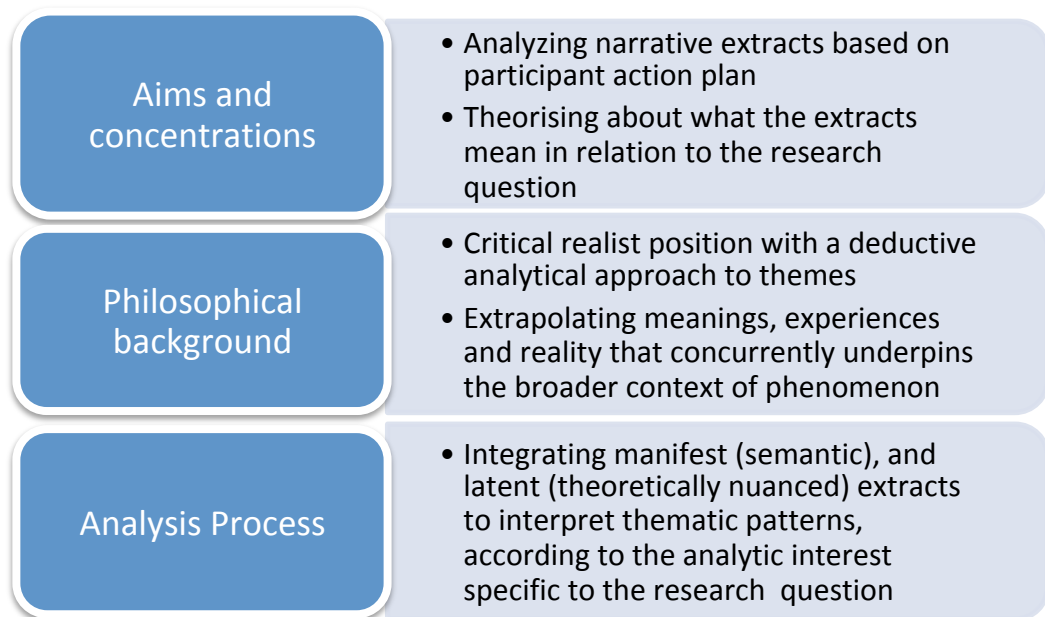 Aims and
concentrations
• Analyzing narrative extracts based on
participant action plan
• Theorising about what the extracts
mean in relation to the research
question
Philosophical
background
• Critical realist position with a deductive
analytical approach to themes
• Extrapolating meanings, experiences
and reality that concurrently underpins
the broader context of phenomenon
Analysis Process
• Integrating manifest (semantic), and
latent (theoretically nuanced) extracts
to interpret thematic patterns,
according to the analytic interest
specific to the research question